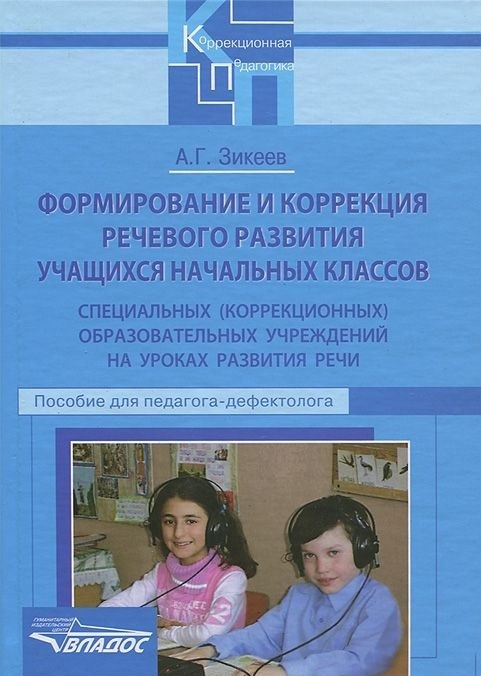 Коррекционная
Педагогика
А.Г. Зикеев
ФОРМИРОВАНИЕ И КОРРЕКЦИЯ
РЕЧЕВОГО РАЗВИТИЯ
УЧАЩИХСЯ НАЧАЛЬНЫХ КЛАССОВ
СПЕЦИАЛЬНЫХ (КОРРЕКЦИОННЫХ)
ОБРАЗОВАТЕЛЬНЫХ УЧРЕЖДЕНИЙ
НА УРОКАХ РАЗВИТИЯ РЕЧИ
Пособие для педагога-дефектолога
ГУМАНИТАРНЫЙ
ИЗДАТЕЛЬСКИЙ
ЦЕНТР
ВЛАДОС